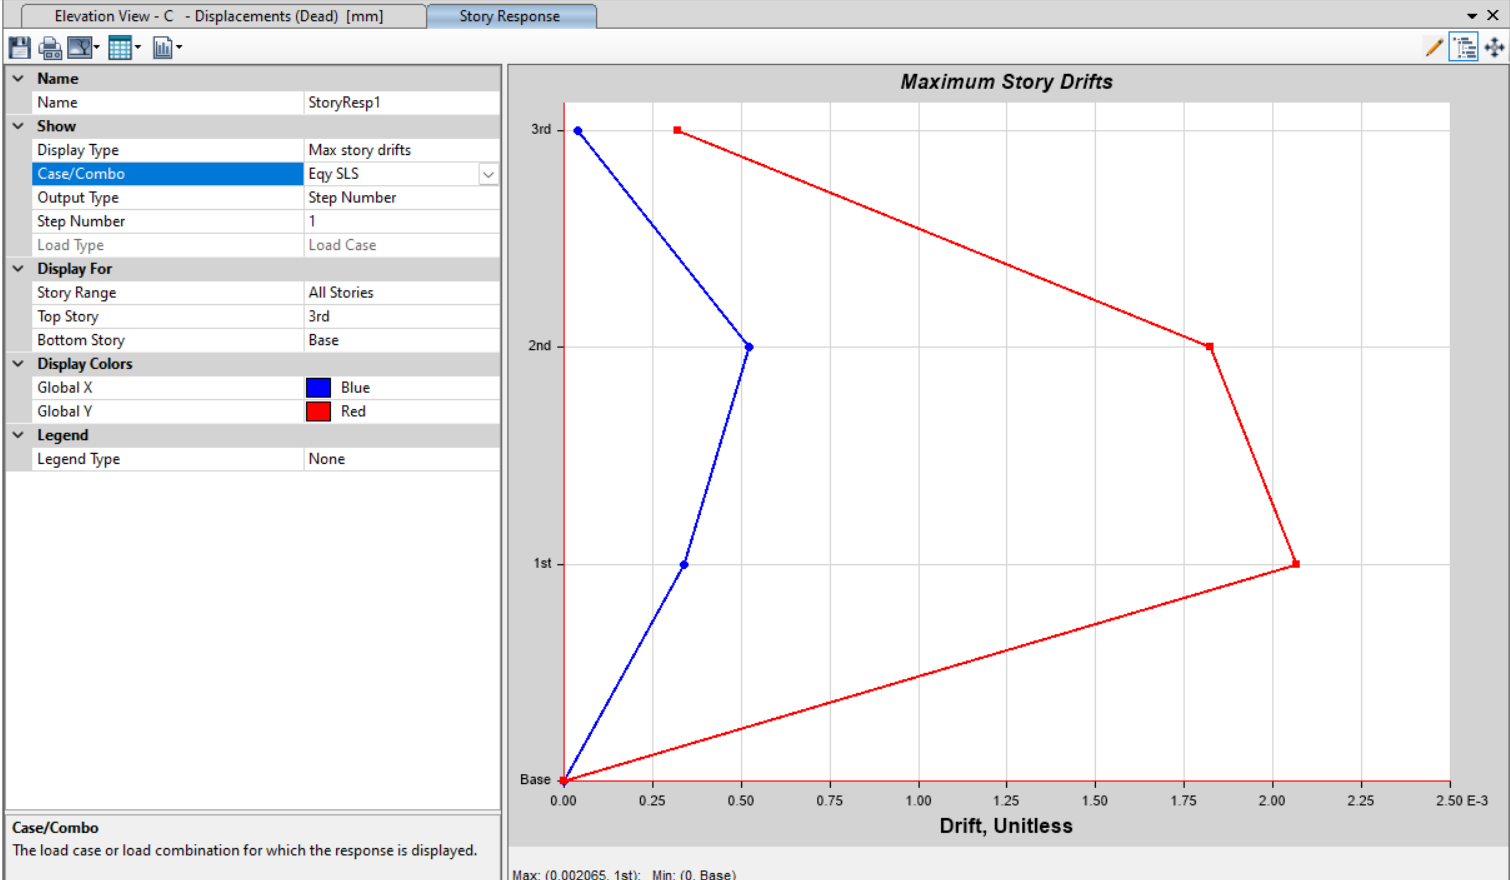 Elevation View - C - Displacements (Dead) [mm]
Story Response
Name
Name StoryResp1
Show
Display Type Max story drifts
Case/Combo Eqy SLS
Output Type Step Number
Step Number 1
Load Type Load Case
Display For
Story Range All Stories
Top Story 3rd
Bottom Story Base
Display Colors
Global X Blue
Global Y Red
Legend
Legend Type None
Case/Combo
The load case or load combination for which the response is displayed.
Maximum Story Drifts
3rd
2nd
1st
Base
0.00 0.25 0.50 0.75 1.00 1.25 1.50 1.75 2.00 2.25 2.50 E-3
Drift, Unitless
Max: (0.002065, 1st); Min: (0, Base)